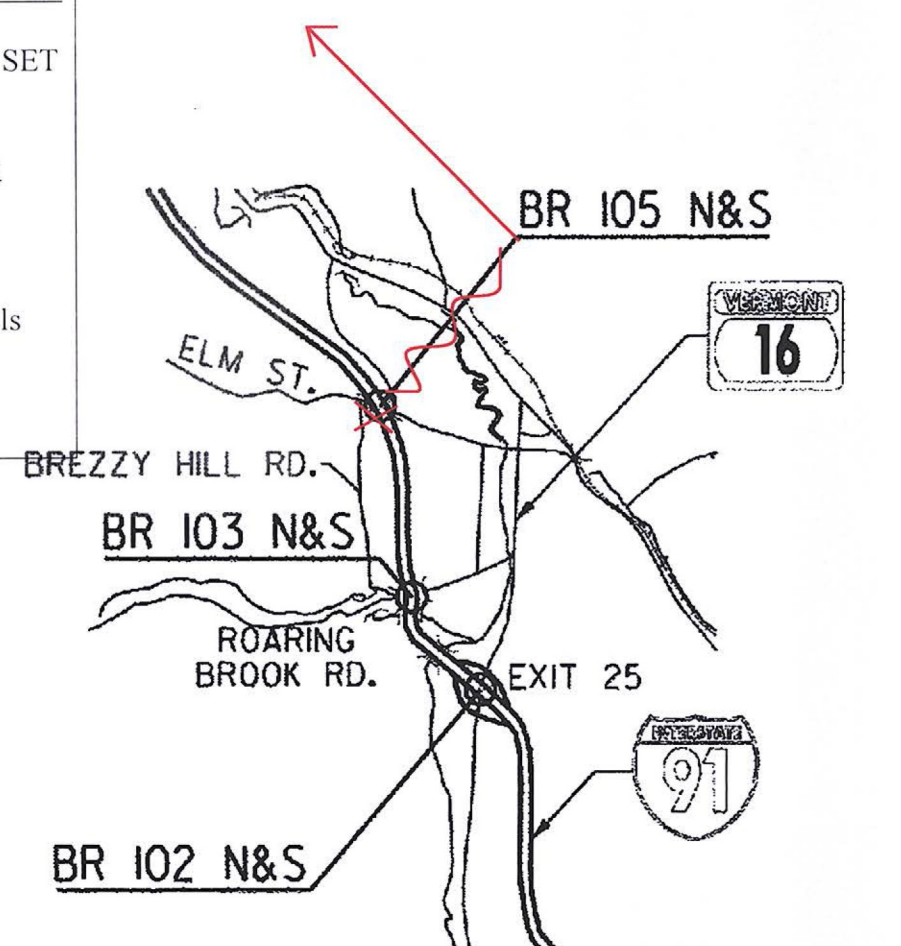 SET
BR 105 N&S
VERMONT
16
ls
ELM ST.
BREZZY HILL RD.
BR 103 N&S
ROARING
BROOK RD.
EXIT 25
INTERSTATE
91
BR 102 N&S